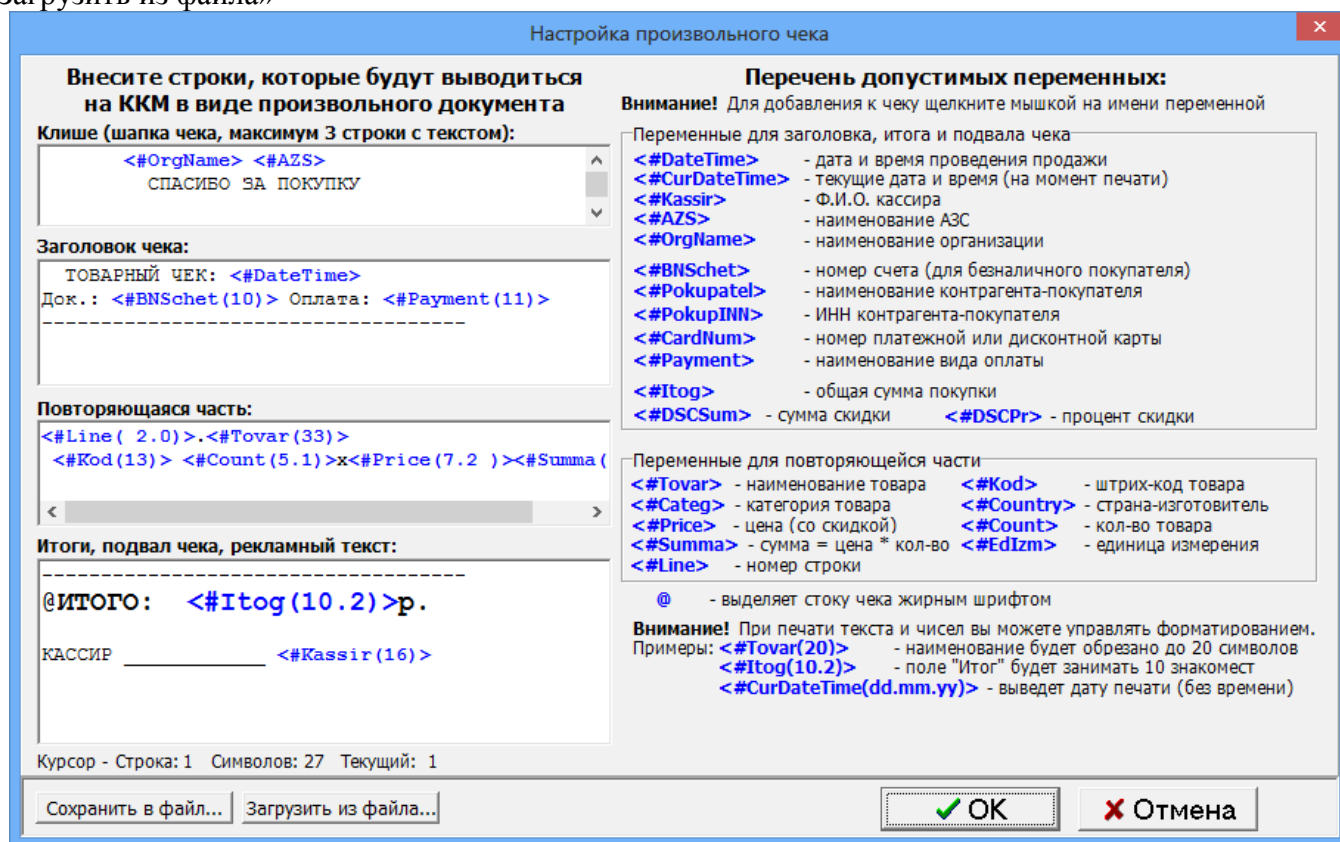 Загрузить из файла»
Настройка произвольного чека
Внесите строки, которые будут выводиться
на ККМ в виде произвольного документа
Клише (шапка чека, максимум 3 строки с текстом):
<#OrgName> <#AZS>
СПАСИБО ЗА ПОКУПКУ
Заголовок чека:
ТОВАРНЫЙ ЧЕК: <#DateTime>
Док.: <#BNSchet(10)> Оплата: <#Payment(11)>
------------------------------------
Повторяющаяся часть:
<#Line( 2.0)>.<#Tovar(33)>
<#Kod(13)> <#Count(5.1)>x<#Price(7.2 )><#Summa(
Итоги, подвал чека, рекламный текст:
------------------------------------
@ИТОГО: <#Itog(10.2)>р.
КАССИР ____________ <#Kassir(16)>
Курсор - Строка: 1 Символов: 27 Текущий: 1
Перечень допустимых переменных:
Внимание! Для добавления к чеку щелкните мышкой на имени переменной
Переменные для заголовка, итога и подвала чека
<#DateTime> - дата и время проведения продажи
<#CurDateTime> - текущие дата и время (на момент печати)
<#Kassir> - Ф.И.О. кассира
<#AZS> - наименование АЗС
<#OrgName> - наименование организации
<#BNSchet> - номер счета (для безналичного покупателя)
<#Pokupatel> - наименование контрагента-покупателя
<#PokupINN> - ИНН контрагента-покупателя
<#CardNum> - номер платежной или дисконтной карты
<#Payment> - наименование вида оплаты
<#Itog> - общая сумма покупки
<#DSCSum> - сумма скидки <#DSCPr> - процент скидки
Переменные для повторяющейся части
<#Tovar> - наименование товара <#Kod> - штрих-код товара
<#Categ> - категория товара <#Country> - страна-изготовитель
<#Price> - цена (со скидкой) <#Count> - кол-во товара
<#Summa> - сумма = цена * кол-во <#EdIzm> - единица измерения
<#Line> - номер строки
@ - выделяет стоку чека жирным шрифтом
Внимание! При печати текста и чисел вы можете управлять форматированием.
Примеры: <#Tovar(20)> - наименование будет обрезано до 20 символов
<#Itog(10.2)> - поле "Итог" будет занимать 10 знакомест
<#CurDateTime(dd.mm.yy)> - выведет дату печати (без времени)
Сохранить в файл... Загрузить из файла... OK Отмена